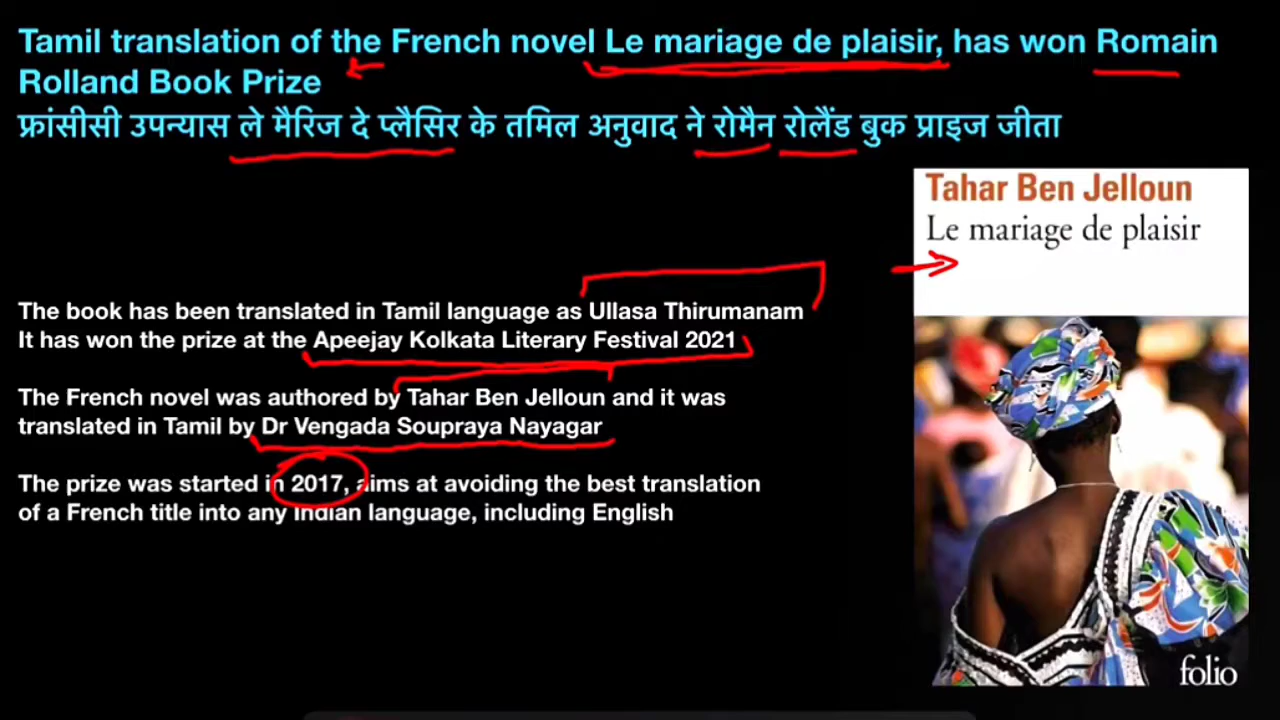 Tamil translation of the French novel Le mariage de plaisir, has won Romain
Rolland Book Prize
फ्रांसीसी उपन्यास ले मैरिज दे प्लैसिर के तमिल अनुवाद ने रोमैन रोलैंड बुक प्राइज जीता
Tahar Ben Jelloun
Le mariage de plaisir
The book has been translated in Tamil language as Ullasa Thirumanam
It has won the prize at the Apeejay Kolkata Literary Festival 2021
The French novel was authored by Tahar Ben Jelloun and it was
translated in Tamil by Dr Vengada Soupraya Nayagar
The prize was started in 2017, aims at avoiding the best translation
of a French title into any Indian language, including English
folio